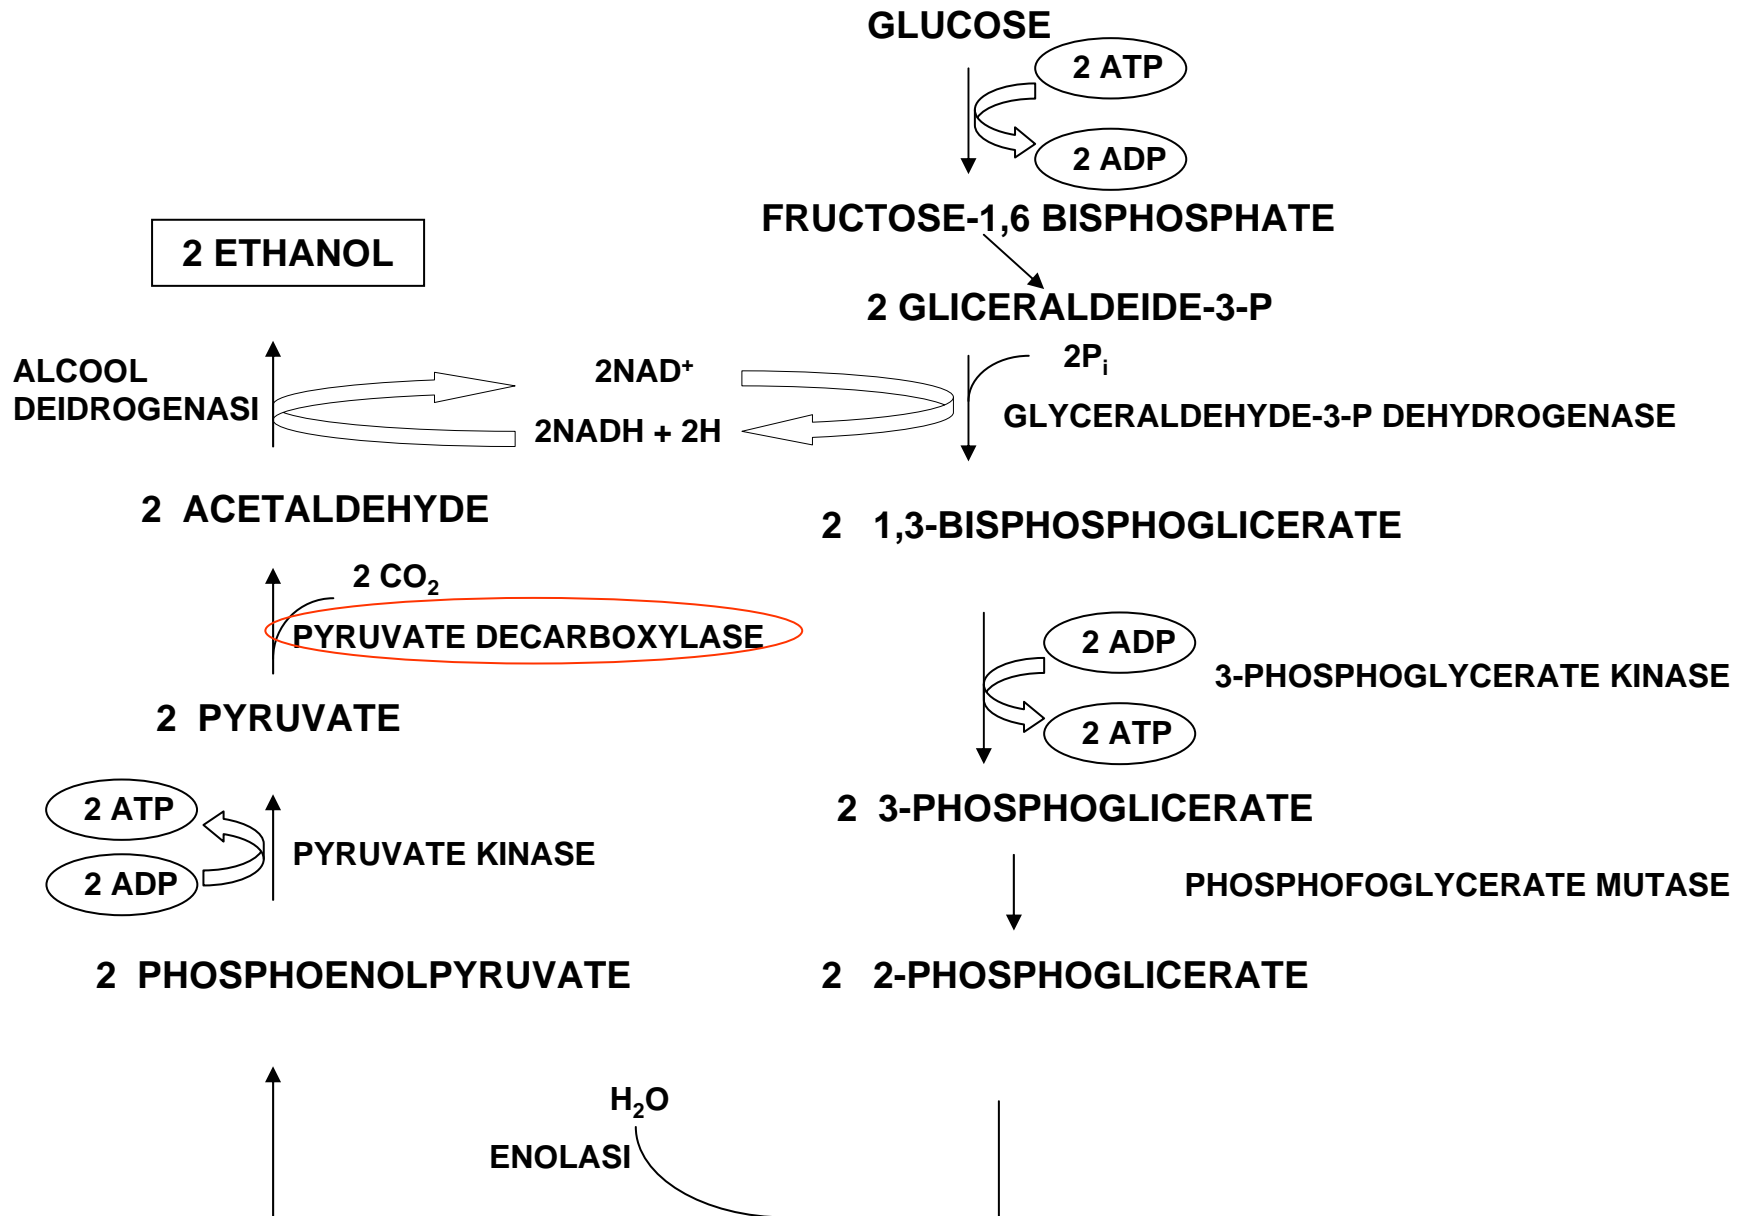 GLUCOSE
2 ATP
2 ADP
FRUCTOSE-1,6 BISPHOSPHATE
2 ETHANOL
2 GLICERALDEIDE-3-P
2Pi
ALCOOL
DEIDROGENASI
2NAD+
2NADH + 2H
GLYCERALDEHYDE-3-P DEHYDROGENASE
2 ACETALDEHYDE
2 1,3-BISPHOSPHOGLICERATE
2 CO2
PYRUVATE DECARBOXYLASE
2 ADP
3-PHOSPHOGLYCERATE KINASE
2 ATP
2 PYRUVATE
2 3-PHOSPHOGLICERATE
2 ATP
PYRUVATE KINASE
2 ADP
PHOSPHOFOGLYCERATE MUTASE
2 PHOSPHOENOLPYRUVATE
2 2-PHOSPHOGLICERATE
H2O
ENOLASI